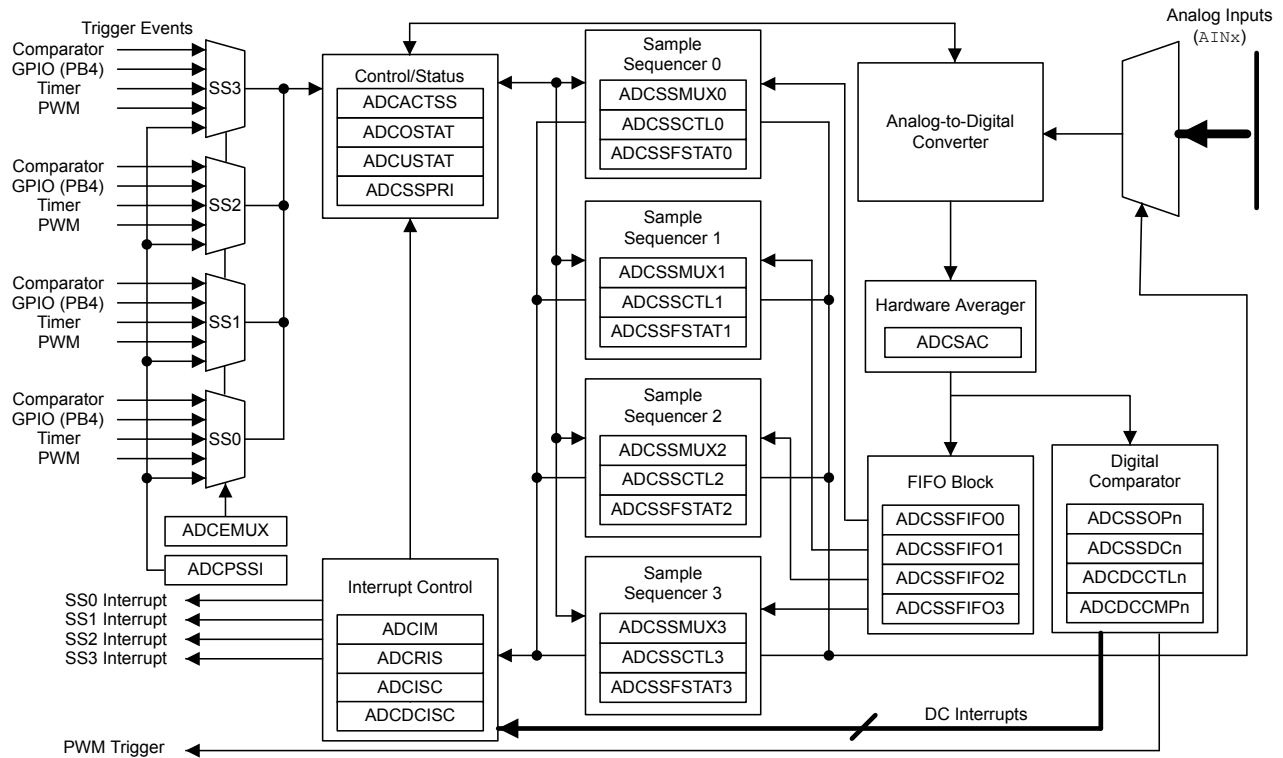 Trigger Events
Comparator
GPIO (PB4)
Timer
PWM
SS3
Comparator
GPIO (PB4)
Timer
PWM
SS2
Comparator
GPIO (PB4)
Timer
PWM
SS1
Comparator
GPIO (PB4)
Timer
PWM
SS0
ADCEMUX
ADCPSSI
SS0 Interrupt
SS1 Interrupt
SS2 Interrupt
SS3 Interrupt
PWM Trigger
Control/Status
ADCACTSS
ADCOSTAT
ADCUSTAT
ADCSSPRI
Interrupt Control
ADCIM
ADCRIS
ADCISC
ADCDCISC
Sample
Sequencer 0
ADCSSMUX0
ADCSSCTL0
ADCSSFSTAT0
Sample
Sequencer 1
ADCSSMUX1
ADCSSCTL1
ADCSSFSTAT1
Sample
Sequencer 2
ADCSSMUX2
ADCSSCTL2
ADCSSFSTAT2
Sample
Sequencer 3
ADCSSMUX3
ADCSSCTL3
ADCSSFSTAT3
Analog-to-Digital
Converter
Hardware Averager
ADCSAC
FIFO Block
ADCSSFIFO0
ADCSSFIFO1
ADCSSFIFO2
ADCSSFIFO3
Digital
Comparator
ADCSSOPn
ADCSSDCn
ADCDCCTLn
ADCDCCMPn
DC Interrupts
Analog Inputs
(AINx)